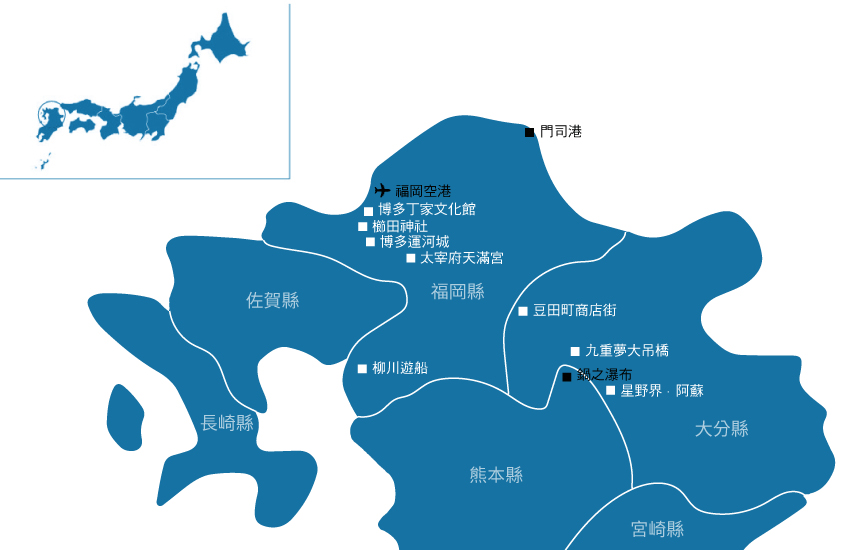 門司港
福岡空港
博多丁家文化館
櫛田神社
博多運河城
太宰府天滿宮
福岡縣
佐賀縣
豆田町商店街
九重夢大吊橋
柳川遊船
鍋之瀑布
星野界．阿蘇
長崎縣
大分縣
熊本縣
宮崎縣